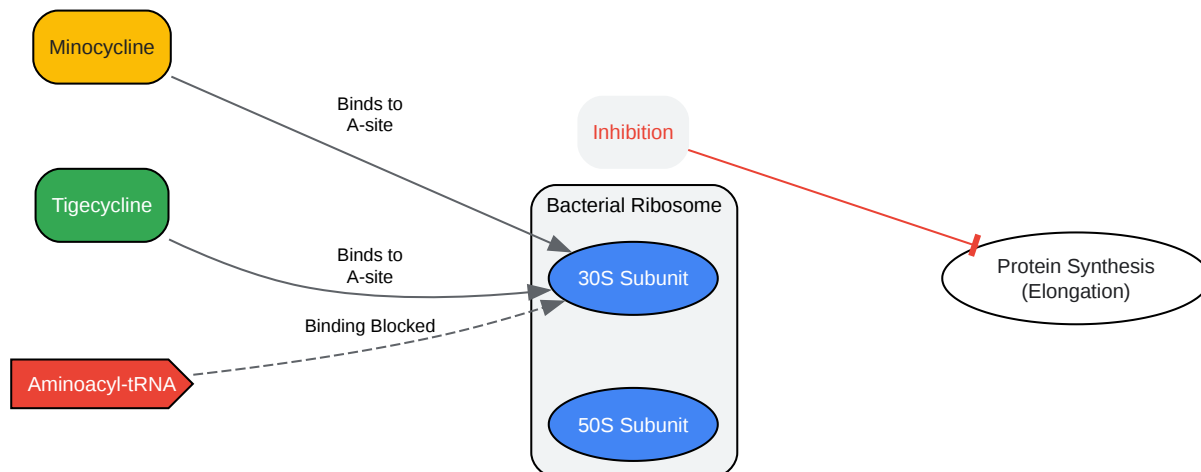 Minocycline
Binds to
A-site
Inhibition
Tigecycline
Bacterial Ribosome
Binds to
A-site
30S Subunit
Protein Synthesis
(Elongation)
Binding Blocked
Aminoacyl-tRNA
50S Subunit